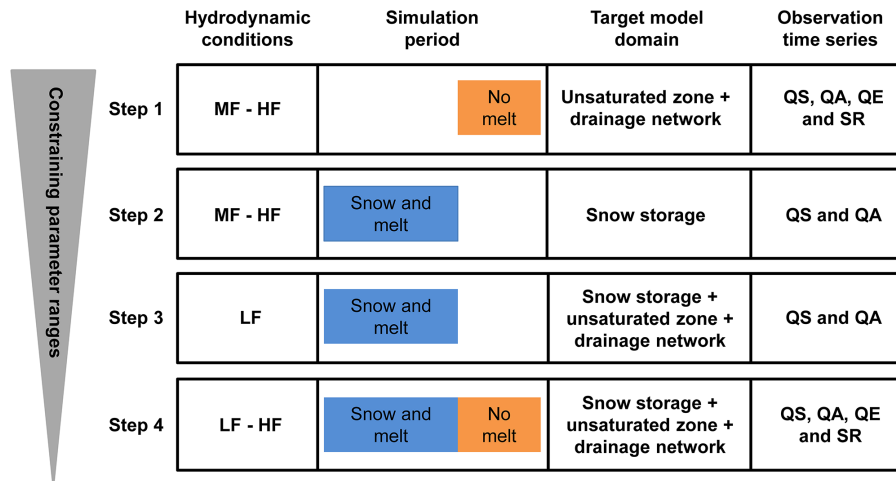 Hydrodynamic conditions
Simulation period
Target model domain
Observation time series
Constraining parameter ranges
Step 1
MF - HF
No melt
Unsaturated zone +
drainage network
QS, QA, QE
and SR
Step 2
MF - HF
Snow and
melt
Snow storage
QS and QA
Step 3
LF
Snow and
melt
Snow storage +
unsaturated zone +
drainage network
QS and QA
Step 4
LF - HF
Snow and
melt
No
melt
Snow storage +
unsaturated zone +
drainage network
QS, QA, QE
and SR